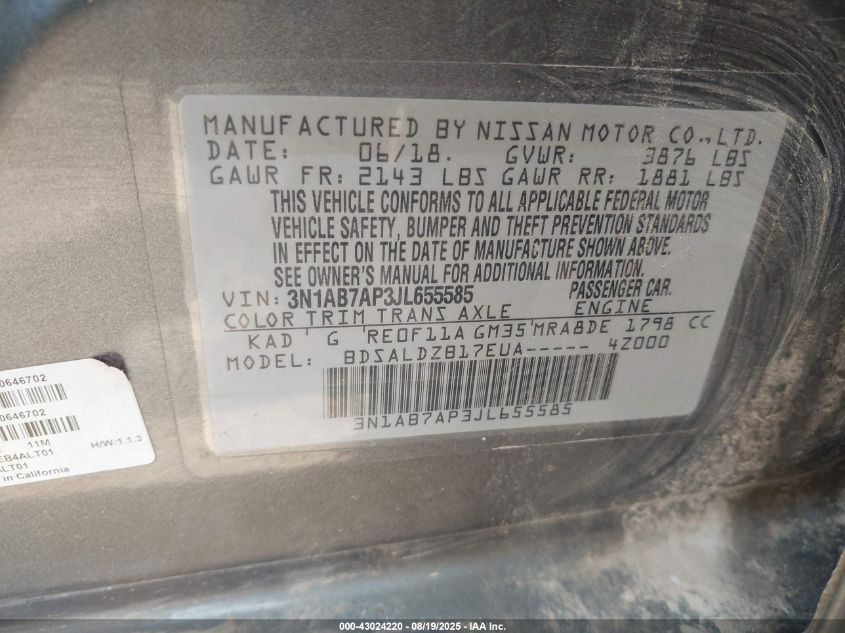 MANUFACTURED BY NISSAN MOTOR CO.,LTD.
DATE: 06/18. GVWR: 3876 LBS
GAWR FR: 2143 LBS GAWR RR: 1881 LBS
THIS VEHICLE CONFORMS TO ALL APPLICABLE FEDERAL MOTOR
VEHICLE SAFETY, BUMPER AND THEFT PREVENTION STANDARDS
IN EFFECT ON THE DATE OF MANUFACTURE SHOWN ABOVE.
SEE OWNER'S MANUAL FOR ADDITIONAL INFORMATION.
VIN: 3N1AB7AP3JL655585 PASSENGER CAR.
COLOR TRIM TRANS AXLE ENGINE
KAD ' G ' RE0F11A GM35'MRA8DE 1798 CC
MODEL: BDSALDZB17EUA----- 4Z000
3N1AB7AP3JL655585
0646702
0646702
11M H/W:1.1.3
EB4ALT01
ALT01
in California
000-43024220 - 08/19/2025 - IAA Inc.